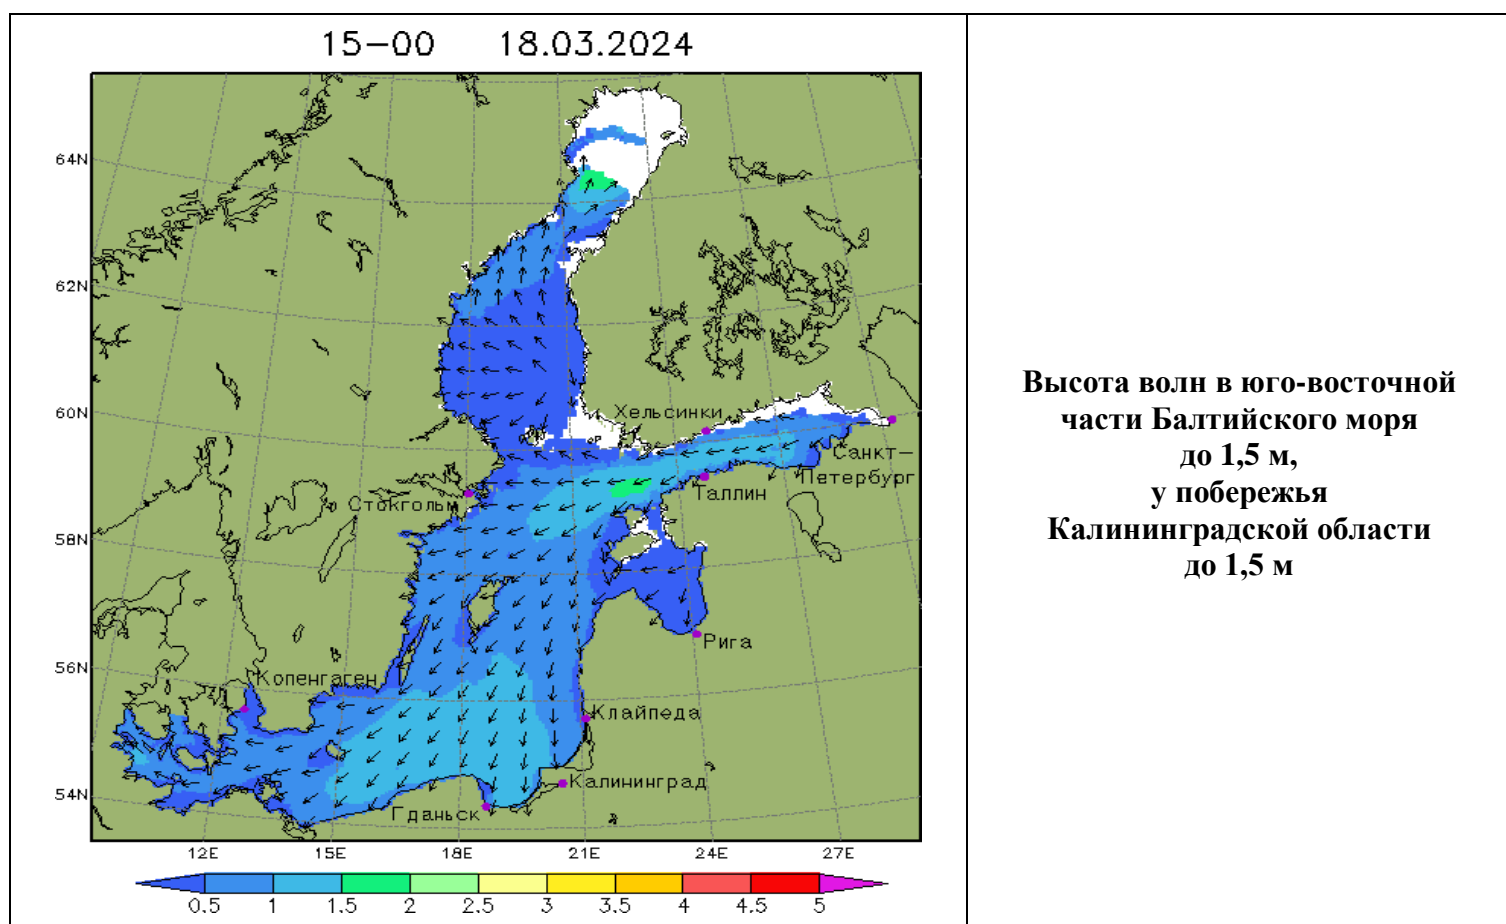 15-00 18.03.2024
64N
62N
60N
58N
56N
54N
Хельсинки
Санкт-
Петербург
Таллин
Стокгольм
Рига
Копенгаген
Клайпеда
Калининград
Гданьск
12E 15E 18E 21E 24E 27E
0.5 1 1.5 2 2.5 3 3.5 4 4.5 5
Высота волн в юго-восточной
части Балтийского моря
до 1,5 м,
у побережья
Калининградской области
до 1,5 м